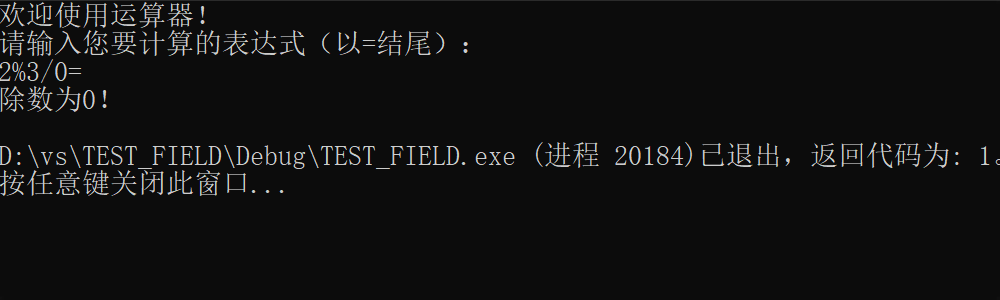 欢迎使用运算器!
请输入您要计算的表达式（以=结尾）：
2%3/0=
除数为0!
D:\vs\TEST_FIELD\Debug\TEST_FIELD.exe (进程 20184)已退出，返回代码为: 1。
按任意键关闭此窗口...